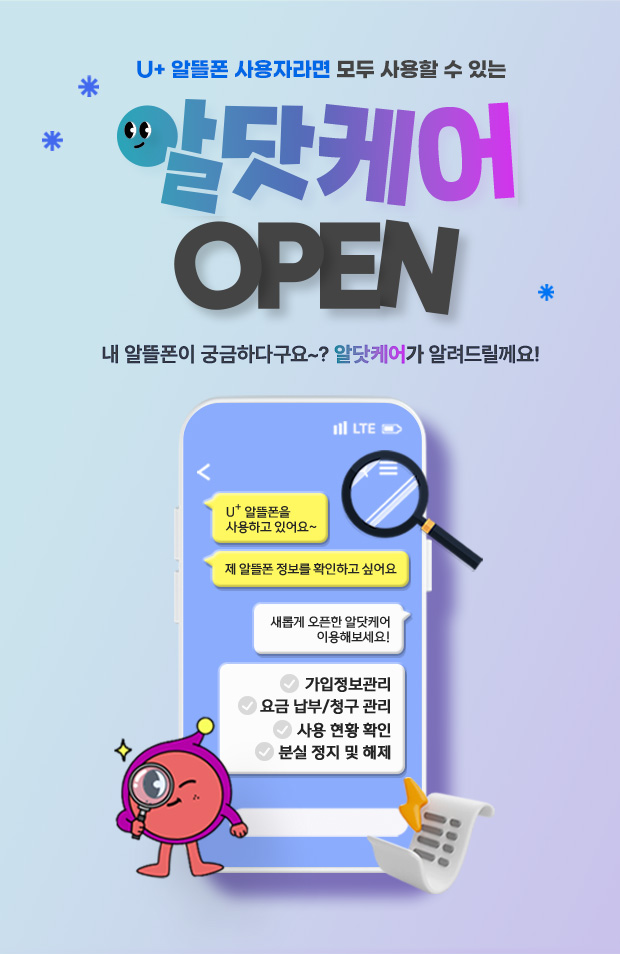 U+ 알뜰폰 사용자라면 모두 사용할 수 있는
알닷케어
OPEN
내 알뜰폰이 궁금하다구요~? 알닷케어가 알려드릴께요!
LTE
U+ 알뜰폰을
사용하고 있어요~
제 알뜰폰 정보를 확인하고 싶어요
새롭게 오픈한 알닷케어
이용해보세요!
가입정보관리
요금 납부/청구 관리
사용 현황 확인
분실 정지 및 해제